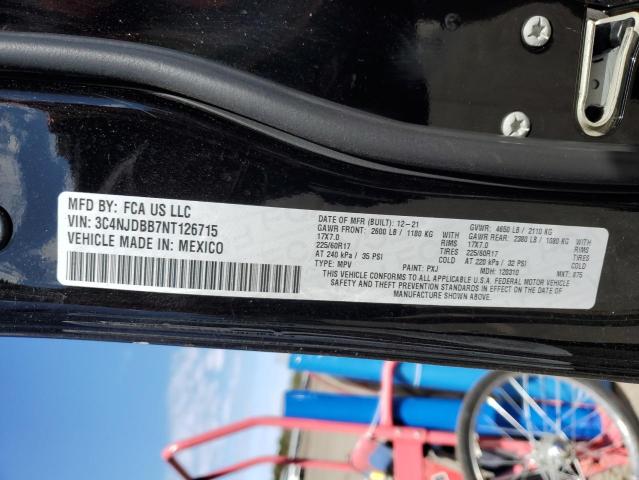 MFD BY: FCA US LLC
VIN: 3C4NJDBB7NT126715
VEHICLE MADE IN: MEXICO
DATE OF MFR (BUILT): 12-21 GVWR: 4650 LB / 2110 KG
GAWR FRONT: 2600 LB / 1180 KG WITH GAWR REAR: 2380 LB / 1080 KG WITH
17X7.0 RIMS 17X7.0 RIMS
225/60R17 TIRES 225/60R17 TIRES
AT 240 kPa / 35 PSI COLD AT 220 kPa / 32 PSI COLD
TYPE: MPV PAINT: PXJ MDH: 120310 MXT: 875
THIS VEHICLE CONFORMS TO ALL APPLICABLE U.S.A. FEDERAL MOTOR VEHICLE
SAFETY AND THEFT PREVENTION STANDARDS IN EFFECT ON THE DATE OF
MANUFACTURE SHOWN ABOVE.